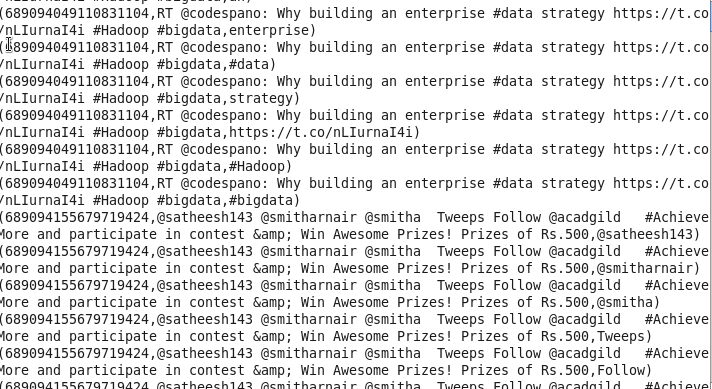 (689094049110831104,RT @codespano: Why building an enterprise #data strategy https://t.co
/nLIurnaI4i #Hadoop #bigdata,enterprise)
(689094049110831104,RT @codespano: Why building an enterprise #data strategy https://t.co
/nLIurnaI4i #Hadoop #bigdata,#data)
(689094049110831104,RT @codespano: Why building an enterprise #data strategy https://t.co
/nLIurnaI4i #Hadoop #bigdata,strategy)
(689094049110831104,RT @codespano: Why building an enterprise #data strategy https://t.co
/nLIurnaI4i #Hadoop #bigdata,https://t.co/nLIurnaI4i)
(689094049110831104,RT @codespano: Why building an enterprise #data strategy https://t.co
/nLIurnaI4i #Hadoop #bigdata,#Hadoop)
(689094049110831104,RT @codespano: Why building an enterprise #data strategy https://t.co
/nLIurnaI4i #Hadoop #bigdata,#bigdata)
(689094155679719424,@satheesh143 @smitharnair @smitha  Tweeps Follow @acadgild   #Achieve
More and participate in contest &amp; Win Awesome Prizes! Prizes of Rs.500,@satheesh143)
(689094155679719424,@satheesh143 @smitharnair @smitha  Tweeps Follow @acadgild   #Achieve
More and participate in contest &amp; Win Awesome Prizes! Prizes of Rs.500,@smitharnair)
(689094155679719424,@satheesh143 @smitharnair @smitha  Tweeps Follow @acadgild   #Achieve
More and participate in contest &amp; Win Awesome Prizes! Prizes of Rs.500,@smitha)
(689094155679719424,@satheesh143 @smitharnair @smitha  Tweeps Follow @acadgild   #Achieve
More and participate in contest &amp; Win Awesome Prizes! Prizes of Rs.500,Tweeps)
(689094155679719424,@satheesh143 @smitharnair @smitha  Tweeps Follow @acadgild   #Achieve
More and participate in contest &amp; Win Awesome Prizes! Prizes of Rs.500,Follow)